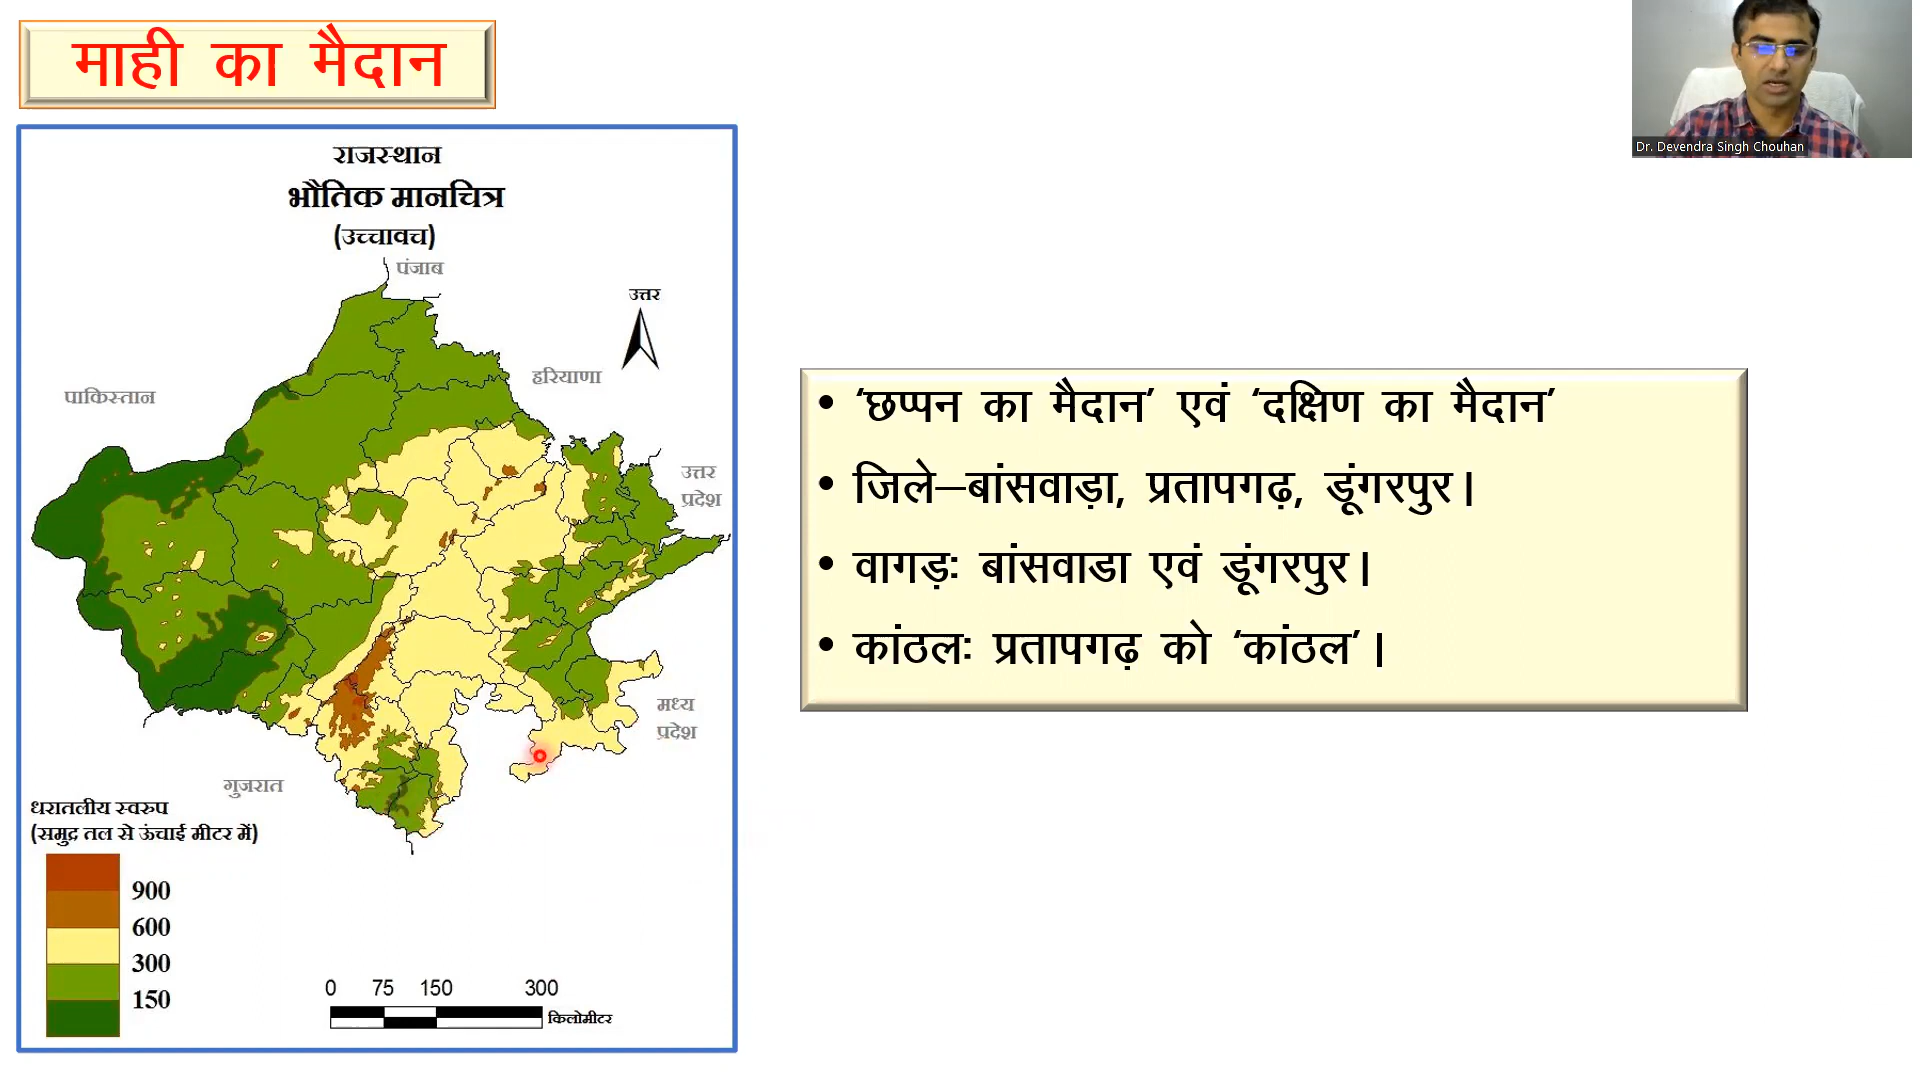 माही का मैदान
Dr. Devendra Singh Chouhan
राजस्थान
भौतिक मानचित्र
(उच्चावच)
पंजाब
उत्तर
हरियाणा
पाकिस्तान
उत्तर
प्रदेश
मध्य
प्रदेश
गुजरात
धरातलीय स्वरुप
(समुद्र तल से ऊंचाई मीटर में)
900
600
300
150
0 75 150 300
किलोमीटर
• ‘छप्पन का मैदान’ एवं ‘दक्षिण का मैदान’
• जिले–बांसवाड़ा, प्रतापगढ़, डूंगरपुर।
• वागड़ः बांसवाडा एवं डूंगरपुर।
• कांठलः प्रतापगढ़ को ‘कांठल’।